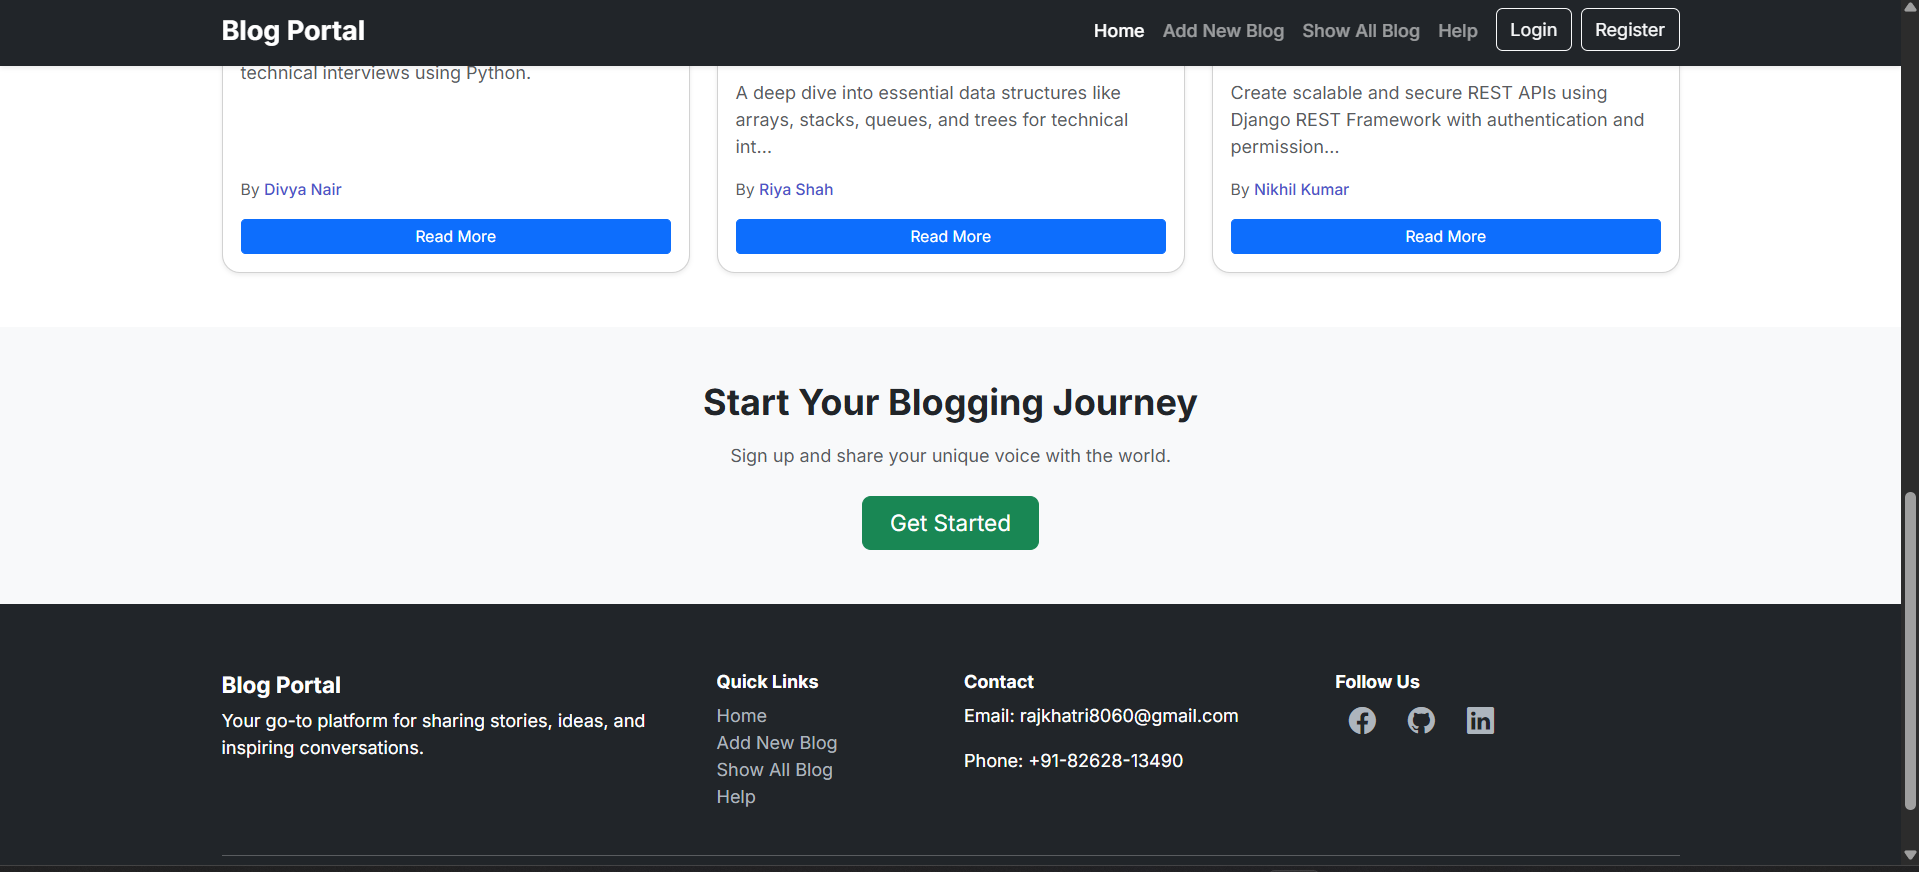 Blog Portal
Home Add New Blog Show All Blog Help Login Register
technical interviews using Python.
By Divya Nair
Read More
A deep dive into essential data structures like
arrays, stacks, queues, and trees for technical
int...
By Riya Shah
Read More
Create scalable and secure REST APIs using
Django REST Framework with authentication and
permission...
By Nikhil Kumar
Read More
Start Your Blogging Journey
Sign up and share your unique voice with the world.
Get Started
Blog Portal
Your go-to platform for sharing stories, ideas, and
inspiring conversations.
Quick Links
Home
Add New Blog
Show All Blog
Help
Contact
Email: rajkhatri8060@gmail.com
Phone: +91-82628-13490
Follow Us